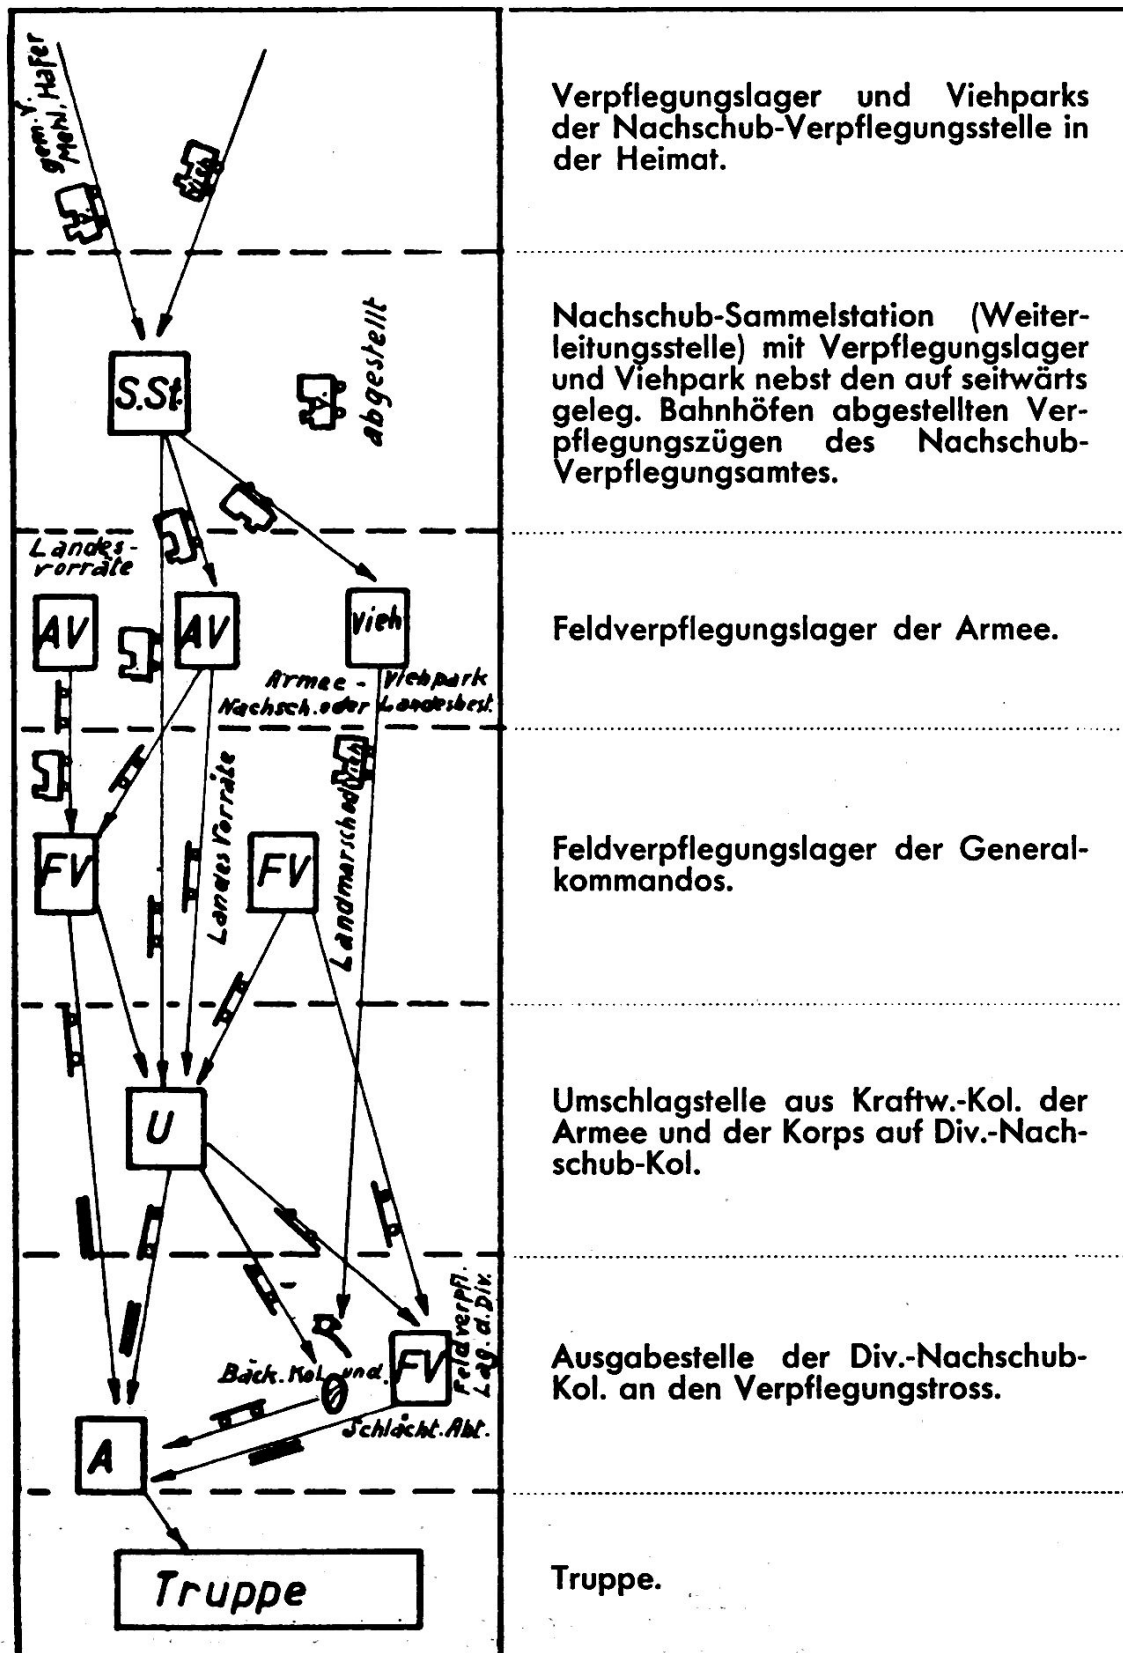 gem. V.
Mehl, Hafer
V.
Vieh
Verpflegungslager und Viehparks
der Nachschub-Verpflegungsstelle in
der Heimat.
S.St.
V.
abgestellt
Nachschub-Sammelstation (Weiter-
leitungsstelle) mit Verpflegungslager
und Viehpark nebst den auf seitwärts
geleg. Bahnhöfen abgestellten Ver-
pflegungszügen des Nachschub-
Verpflegungsamtes.
Landes-
vorräte
AV
AV
Vieh
Armee - Viehpark
Nachsch. oder Landesbest.
Feldverpflegungslager der Armee.
Vieh
Landes Vorräte
Landmarsch od.
FV
FV
Feldverpflegungslager der General-
kommandos.
U
Umschlagstelle aus Kraftw.-Kol. der
Armee und der Korps auf Div.-Nach-
schub-Kol.
Feldverpfl.
Lag. d. Div.
FV
Bäck. Kol. und.
Schlächt. Abt.
A
Ausgabestelle der Div.-Nachschub-
Kol. an den Verpflegungstross.
Truppe
Truppe.